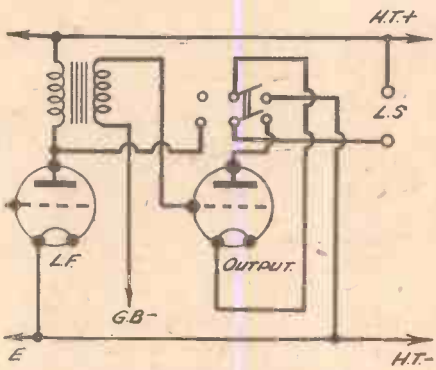 H.T.+
L.S
L.F.
OUTPUT.
G.B-
E
H.T.-